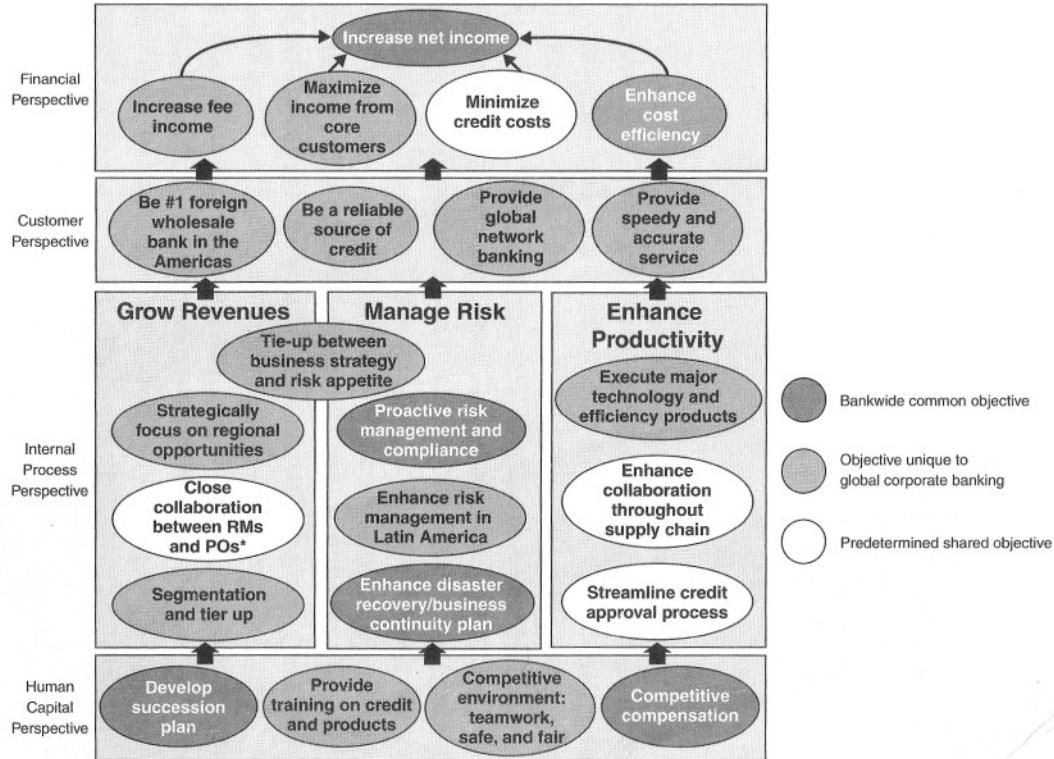 Financial
Perspective
Increase net income
Increase fee
income
Maximize
income from
core
customers
Minimize
credit costs
Enhance
cost
efficiency
Customer
Perspective
Be #1 foreign
wholesale
bank in the
Americas
Be a reliable
source of
credit
Provide
global
network
banking
Provide
speedy and
accurate
service
Internal
Process
Perspective
Grow Revenues
Manage Risk
Enhance
Productivity
Tie-up between
business strategy
and risk appetite
Strategically
focus on regional
opportunities
Close
collaboration
between RMs
and POs*
Segmentation
and tier up
Proactive risk
management and
compliance
Enhance risk
management in
Latin America
Enhance disaster
recovery/business
continuity plan
Execute major
technology and
efficiency products
Enhance
collaboration
throughout
supply chain
Streamline credit
approval process
Human
Capital
Perspective
Develop
succession
plan
Provide
training on credit
and products
Competitive
environment:
teamwork,
safe, and fair
Competitive
compensation
Bankwide common objective
Objective unique to
global corporate banking
Predetermined shared objective